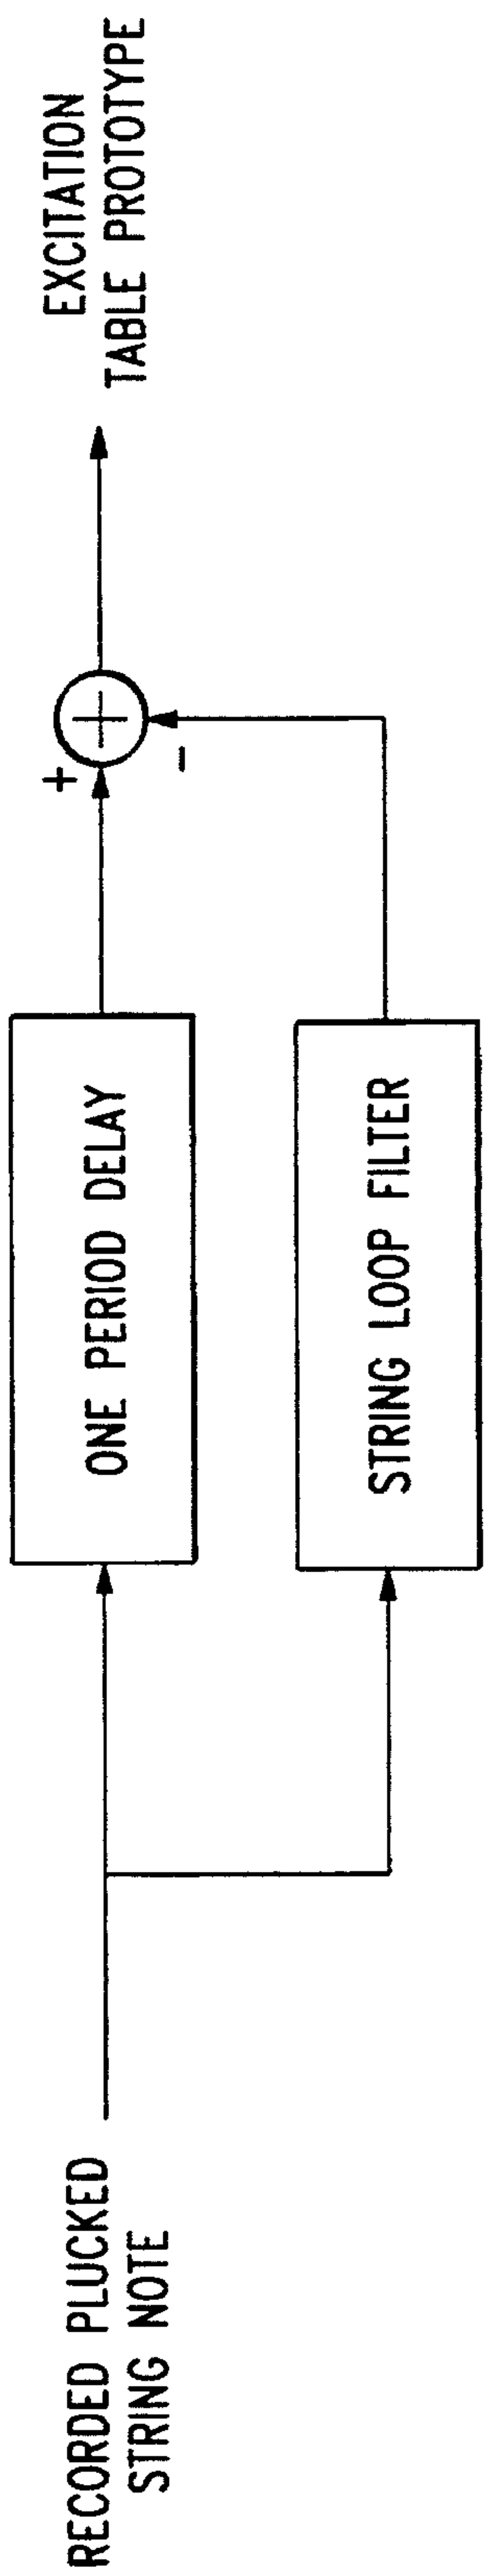 RECORDED PLUCKED
STRING NOTE
ONE PERIOD DELAY
STRING LOOP FILTER
+
-
EXCITATION
TABLE PROTOTYPE